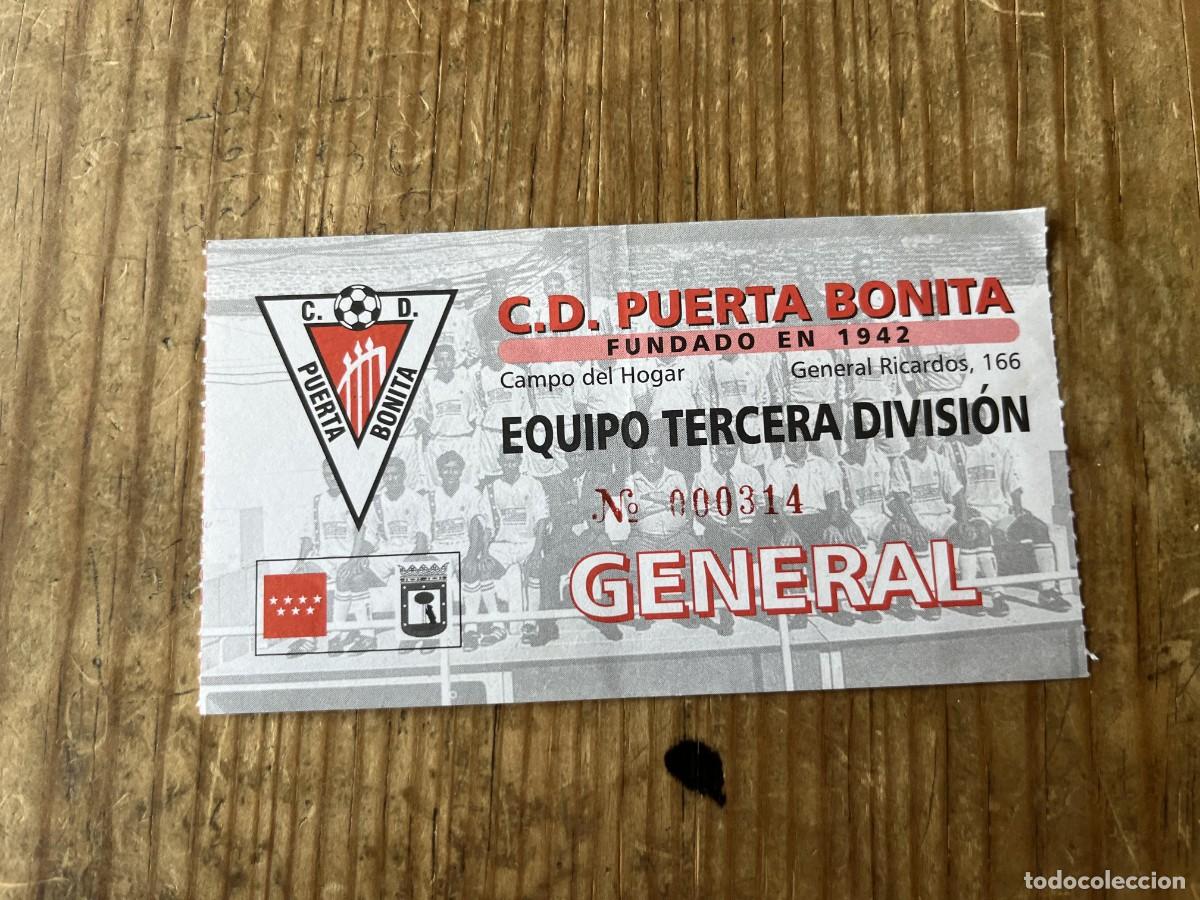 C. D.
PUERTA
BONITA
C.D. PUERTA BONITA
FUNDADO EN 1942
Campo del Hogar General Ricardos, 166
EQUIPO TERCERA DIVISIÓN
Nº 000314
GENERAL
todocoleccion